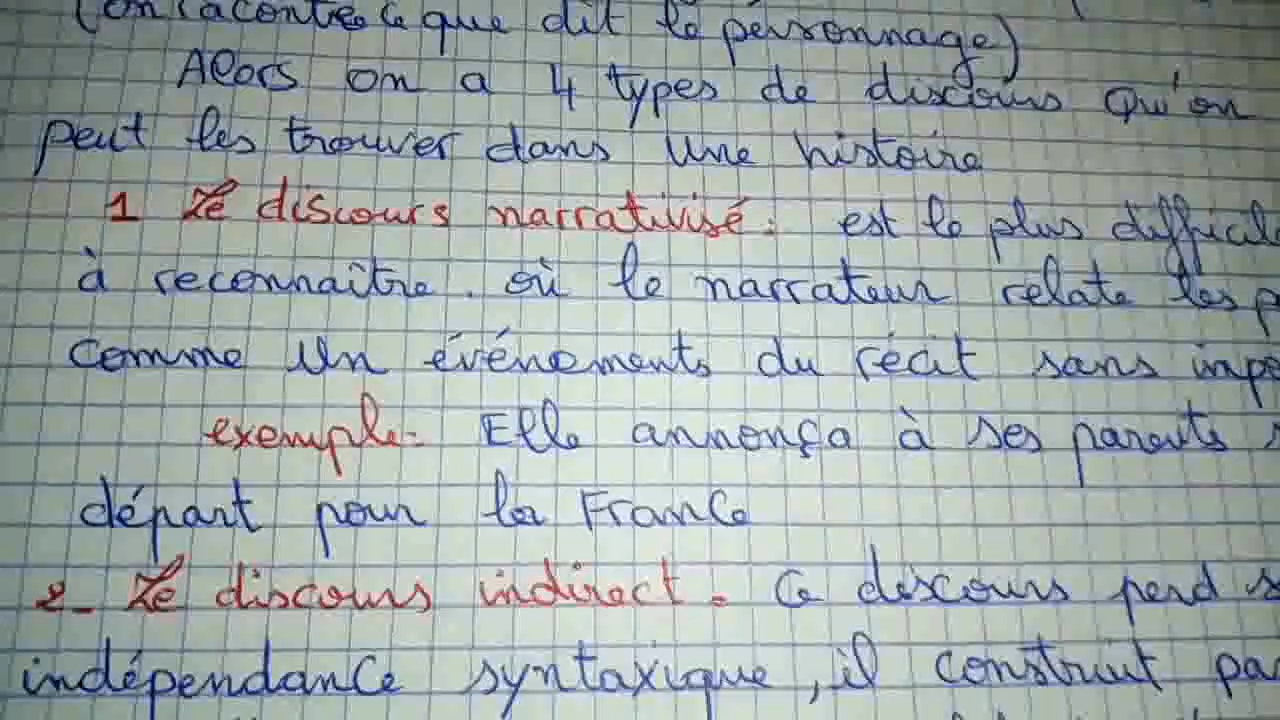 (on raconte ce que dit le personnage)
Alors on a 4 types de discours qu'on
peut les trouver dans une histoire
1 Le discours narrativisé : est le plus difficile
à reconnaître. où le narrateur relate les
comme un événements du récit sans
exemple - Elle annonça à ses parents
départ pour la France
2 - Le discours indirect. Ce discours perd
indépendance syntaxique, il construit